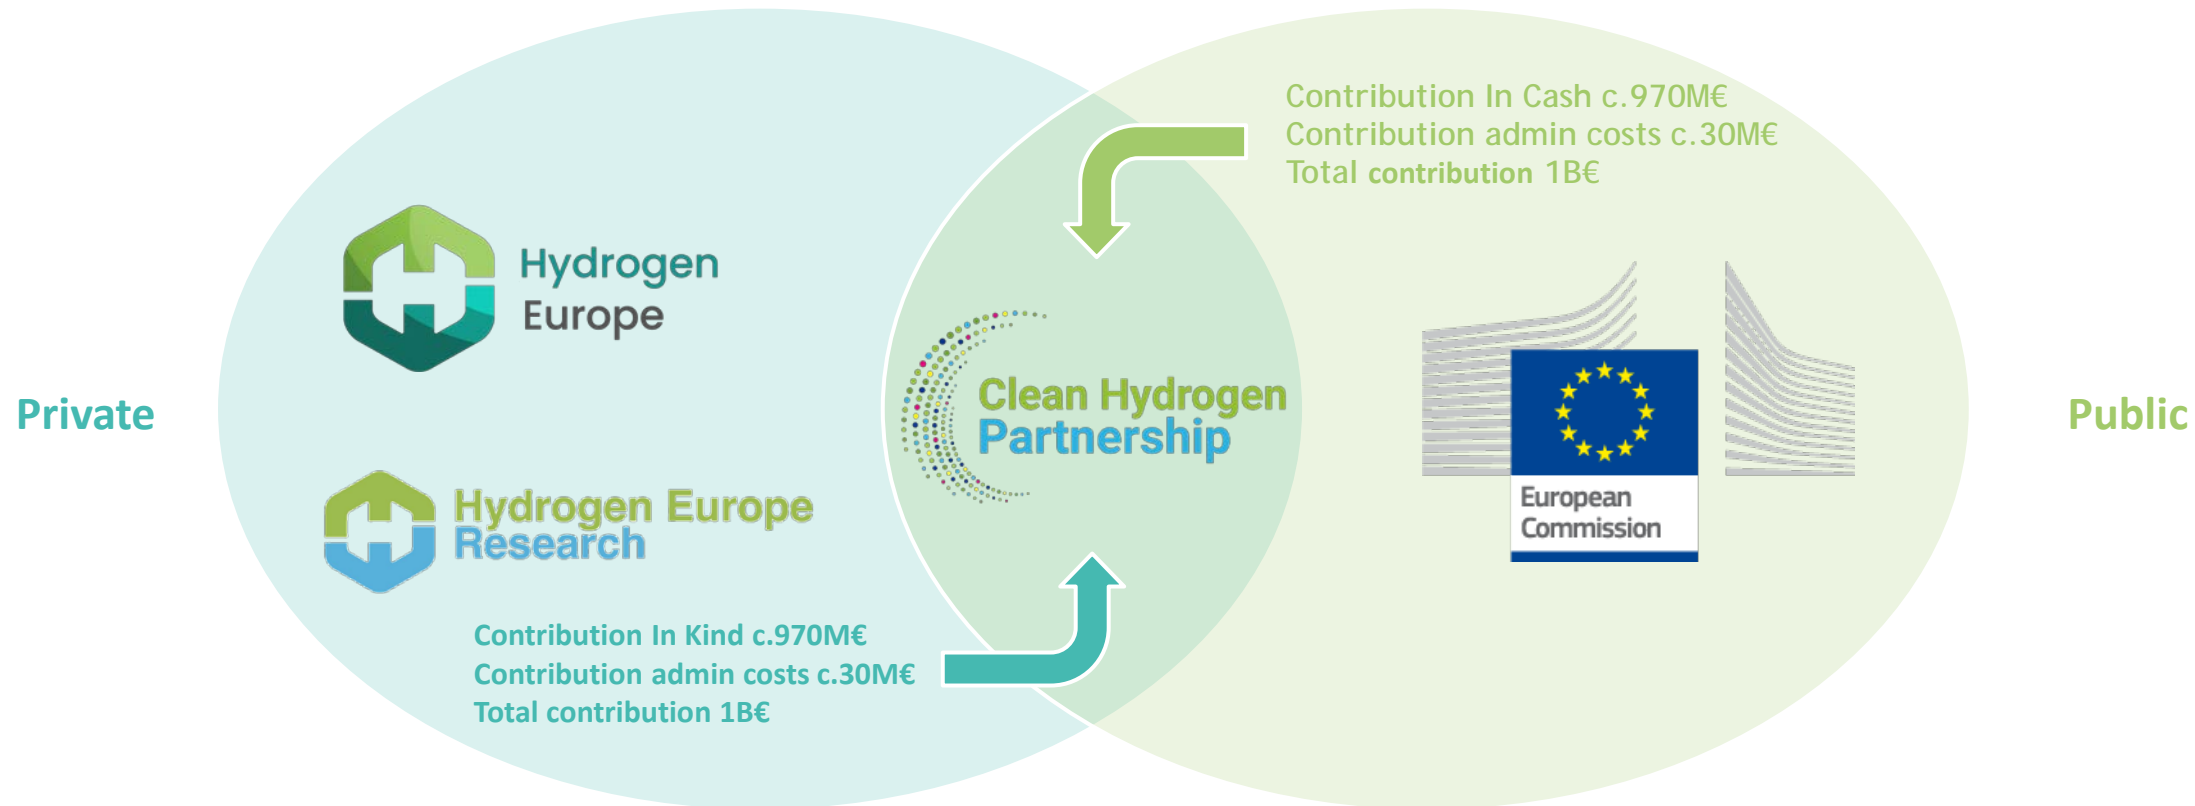 Private
Hydrogen
Europe
Hydrogen Europe
Research
Contribution In Kind c.970M€
Contribution admin costs c.30M€
Total contribution 1B€
Clean Hydrogen
Partnership
Contribution In Cash c.970M€
Contribution admin costs c.30M€
Total contribution 1B€
European
Commission
Public